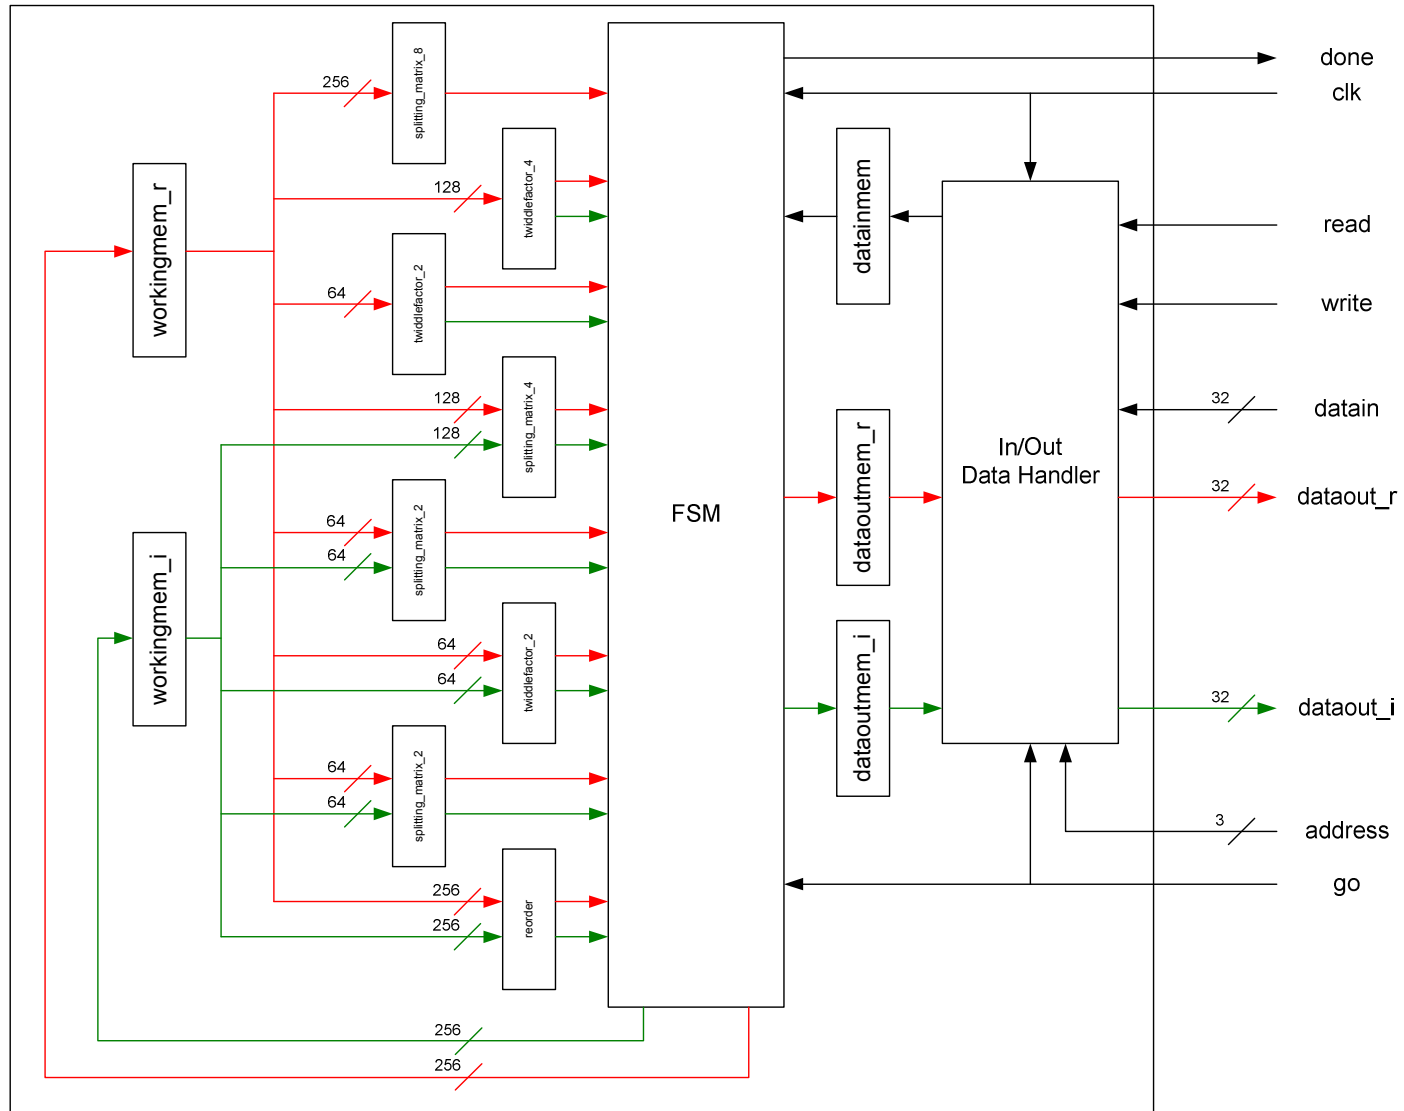 done
clk
256
splitting_matrix_8
128
twiddlefactor_4
datainmem
read
workingmem_r
64
twiddlefactor_2
write
128
128
splitting_matrix_4
32
datain
In/Out
Data Handler
dataoutmem_r
32
dataout_r
FSM
64
64
splitting_matrix_2
workingmem_i
64
64
twiddlefactor_2
dataoutmem_i
32
dataout_i
64
64
splitting_matrix_2
3
address
go
256
256
reorder
256
256